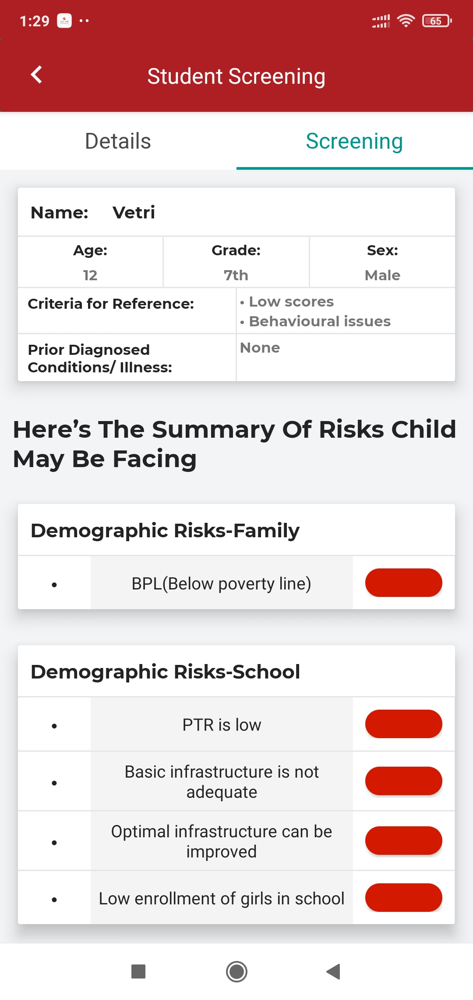 1:29
65
Student Screening
Details
Screening
Name: Vetri
Age:
Grade:
Sex:
12
7th
Male
Criteria for Reference:
• Low scores
• Behavioural issues
Prior Diagnosed
Conditions/ Illness:
None
Here’s The Summary Of Risks Child
May Be Facing
Demographic Risks-Family
• BPL(Below poverty line)
Demographic Risks-School
• PTR is low
• Basic infrastructure is not
adequate
• Optimal infrastructure can be
improved
• Low enrollment of girls in school